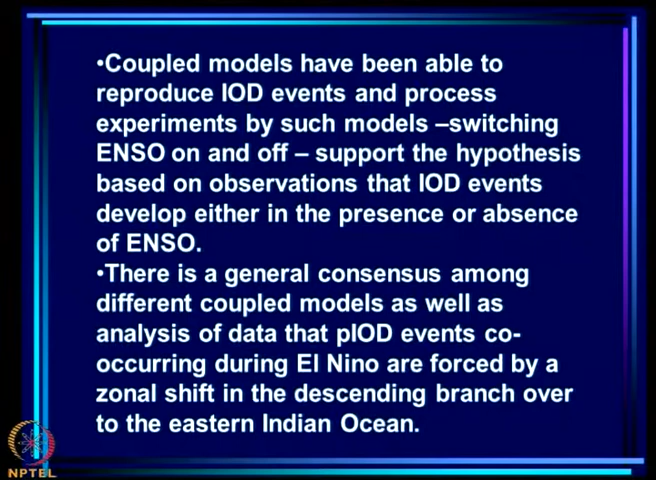 •Coupled models have been able to
reproduce IOD events and process
experiments by such models –switching
ENSO on and off – support the hypothesis
based on observations that IOD events
develop either in the presence or absence
of ENSO.
•There is a general consensus among
different coupled models as well as
analysis of data that pIOD events co-
occurring during El Nino are forced by a
zonal shift in the descending branch over
to the eastern Indian Ocean.
NPTEL